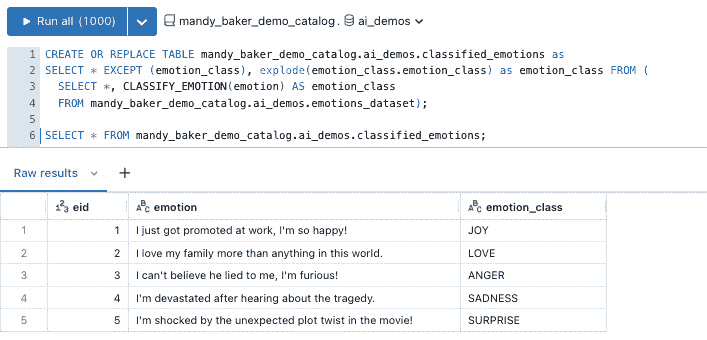 Run all (1000) mandy_baker_demo_catalog. ai_demos
1 CREATE OR REPLACE TABLE mandy_baker_demo_catalog.ai_demos.classified_emotions as
2 SELECT * EXCEPT (emotion_class), explode(emotion_class.emotion_class) as emotion_class FROM (
3 SELECT *, CLASSIFY_EMOTION(emotion) AS emotion_class
4 FROM mandy_baker_demo_catalog.ai_demos.emotions_dataset);
5
6 SELECT * FROM mandy_baker_demo_catalog.ai_demos.classified_emotions;
Raw results +
123 eid ABC emotion ABC emotion_class
1 1 I just got promoted at work, I'm so happy! JOY
2 2 I love my family more than anything in this world. LOVE
3 3 I can't believe he lied to me, I'm furious! ANGER
4 4 I'm devastated after hearing about the tragedy. SADNESS
5 5 I'm shocked by the unexpected plot twist in the movie! SURPRISE